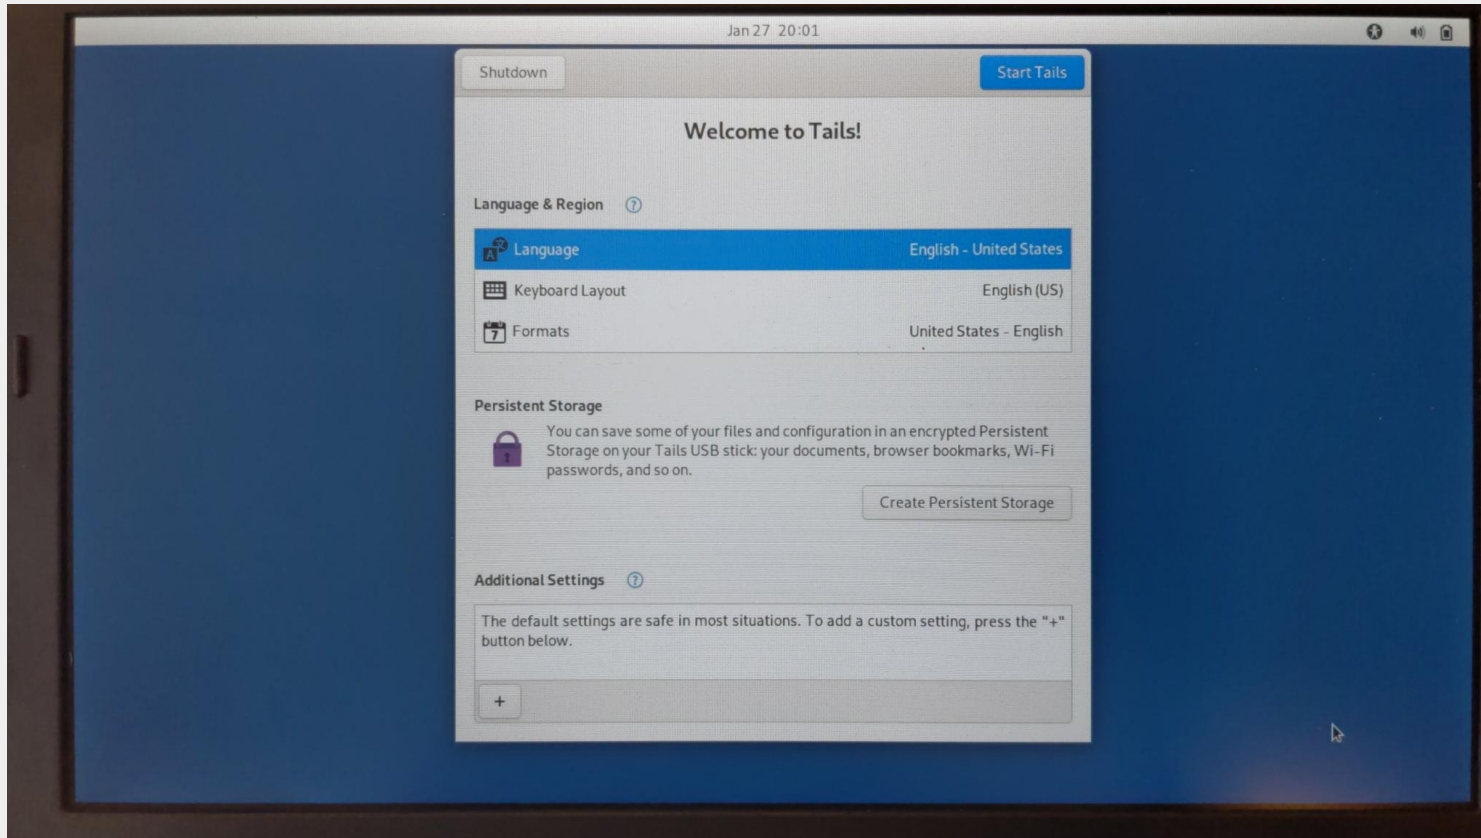 Jan 27 20:01
Shutdown
Start Tails
Welcome to Tails!
Language & Region
Language English - United States
Keyboard Layout English (US)
Formats United States - English
Persistent Storage
You can save some of your files and configuration in an encrypted Persistent
Storage on your Tails USB stick: your documents, browser bookmarks, Wi-Fi
passwords, and so on.
Create Persistent Storage
Additional Settings
The default settings are safe in most situations. To add a custom setting, press the "+"
button below.
+